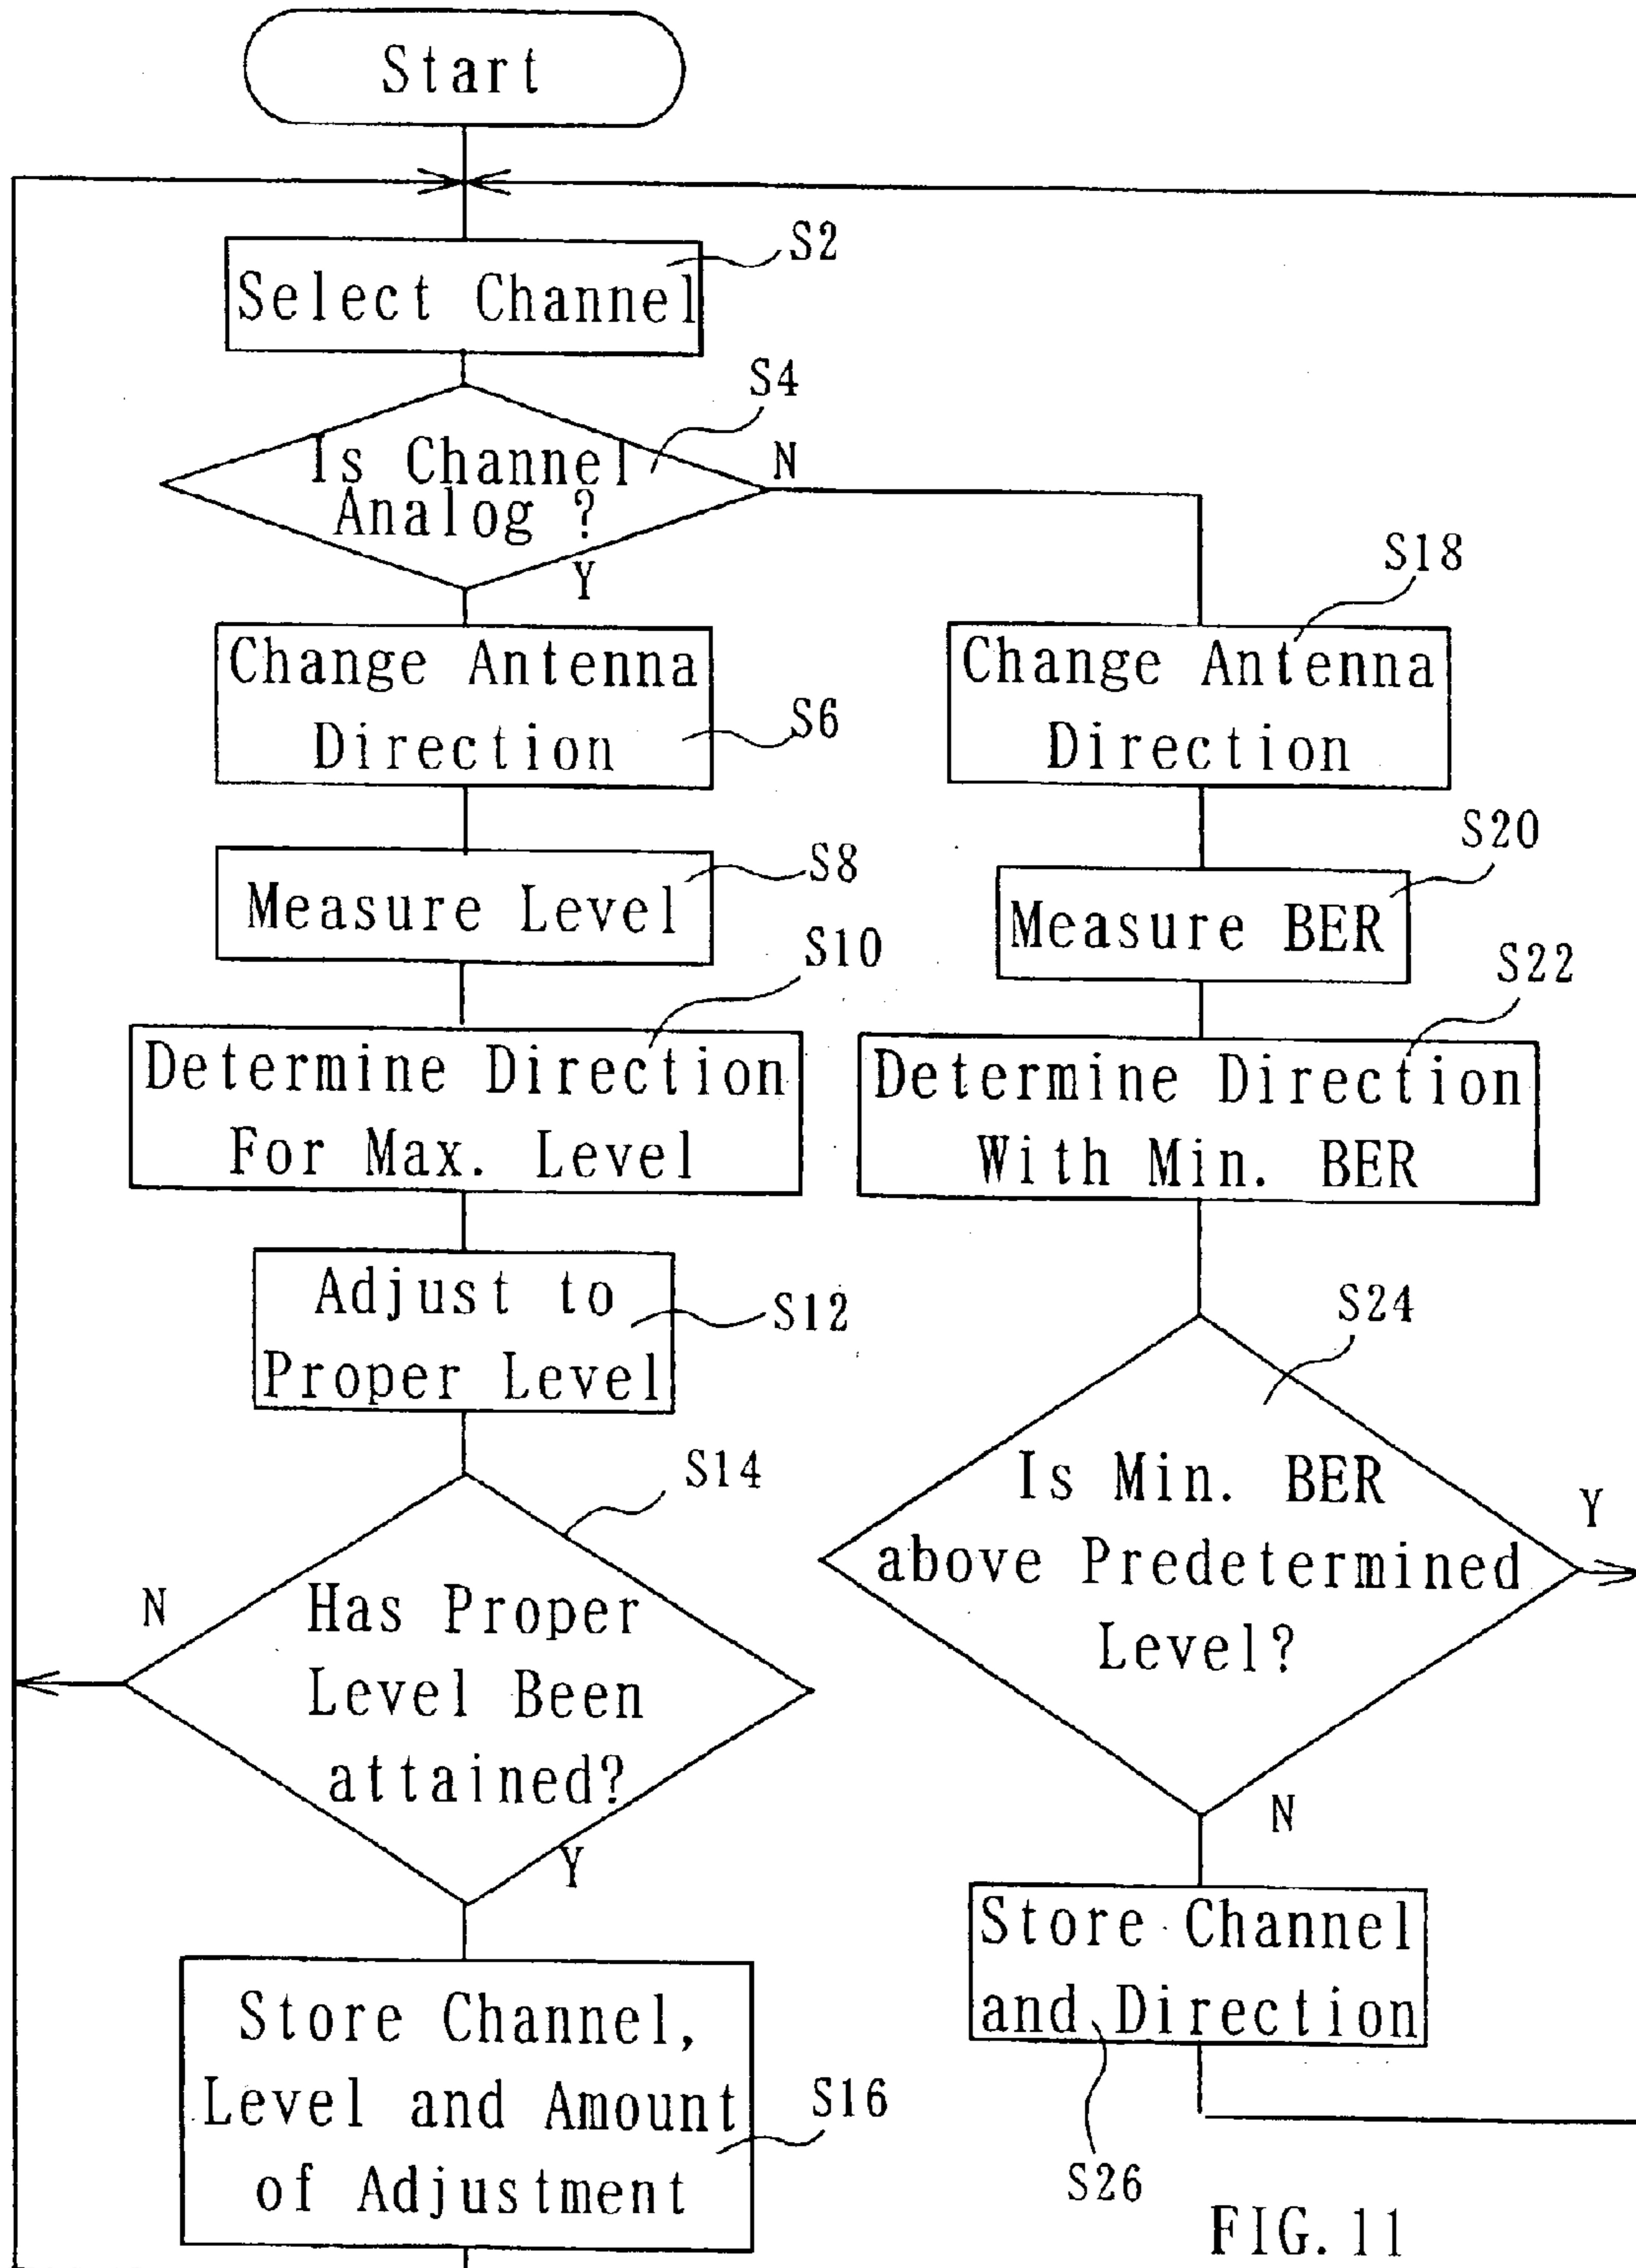 Start
S2
Select Channel
S4
Is Channel
Analog ?
N
Y
Change Antenna
Direction
S6
Measure Level
S8
S10
Determine Direction
For Max. Level
Adjust to
Proper Level
S12
S14
Has Proper
Level Been
attained?
N
Y
Store Channel,
Level and Amount
of Adjustment
S16
S18
Change Antenna
Direction
S20
Measure BER
S22
Determine Direction
With Min. BER
S24
Is Min. BER
above Predetermined
Level?
Y
N
Store Channel
and Direction
S26
FIG. 11